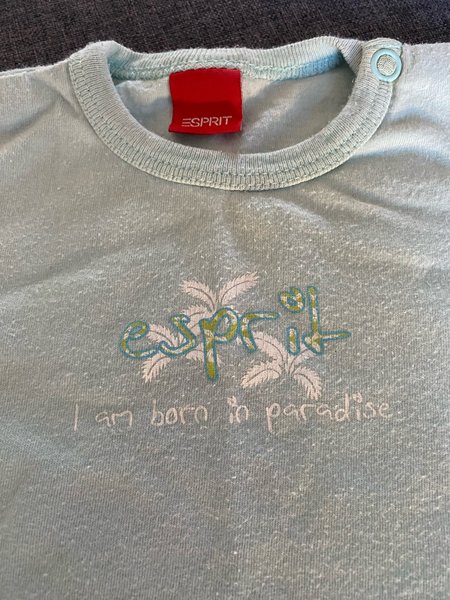 ESPRIT
esprit
I am born in paradise